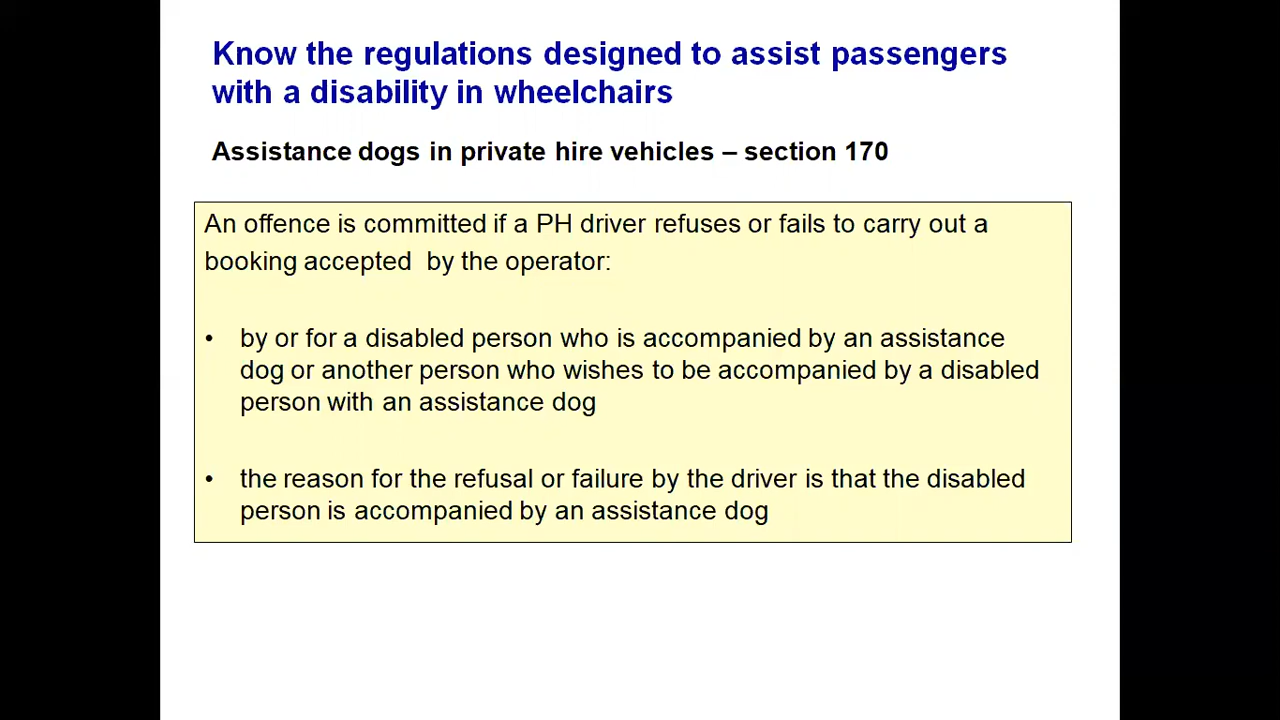 Know the regulations designed to assist passengers
with a disability in wheelchairs
Assistance dogs in private hire vehicles – section 170
An offence is committed if a PH driver refuses or fails to carry out a
booking accepted  by the operator:
• by or for a disabled person who is accompanied by an assistance
dog or another person who wishes to be accompanied by a disabled
person with an assistance dog
• the reason for the refusal or failure by the driver is that the disabled
person is accompanied by an assistance dog